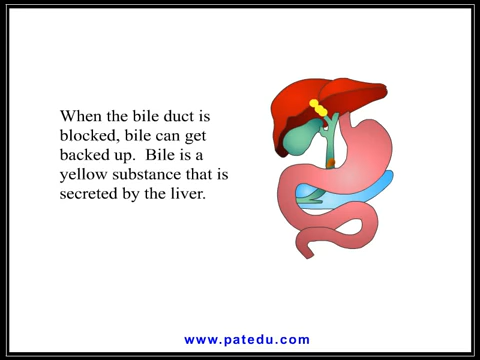 When the bile duct is
blocked, bile can get
backed up.  Bile is a
yellow substance that is
secreted by the liver.
www.patedu.com